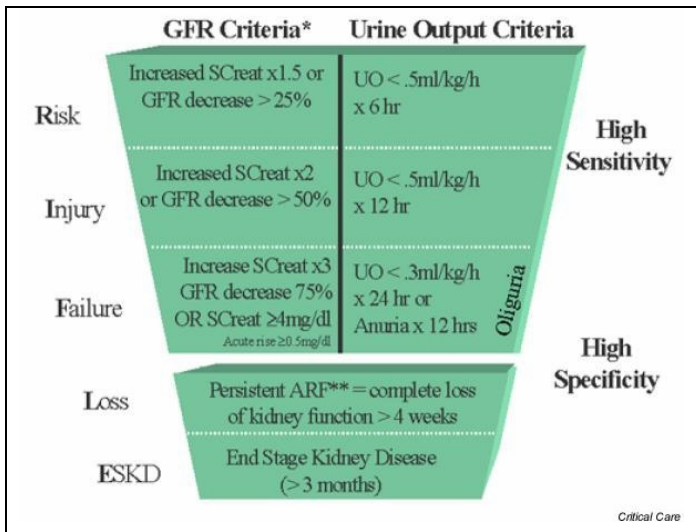 GFR Criteria* Urine Output Criteria
Risk
Increased SCreat x1.5 or
GFR decrease > 25%
UO < .5ml/kg/h
x 6 hr
High
Sensitivity
Injury
Increased SCreat x2
or GFR decrease > 50%
UO < .5ml/kg/h
x 12 hr
Failure
Increase SCreat x3
GFR decrease 75%
OR SCreat ≥4mg/dl
Acute rise ≥0.5mg/dl
UO < .3ml/kg/h
x 24 hr or
Anuria x 12 hrs
Oliguria
High
Specificity
Loss
Persistent ARF** = complete loss
of kidney function > 4 weeks
ESKD
End Stage Kidney Disease
(> 3 months)
Critical Care